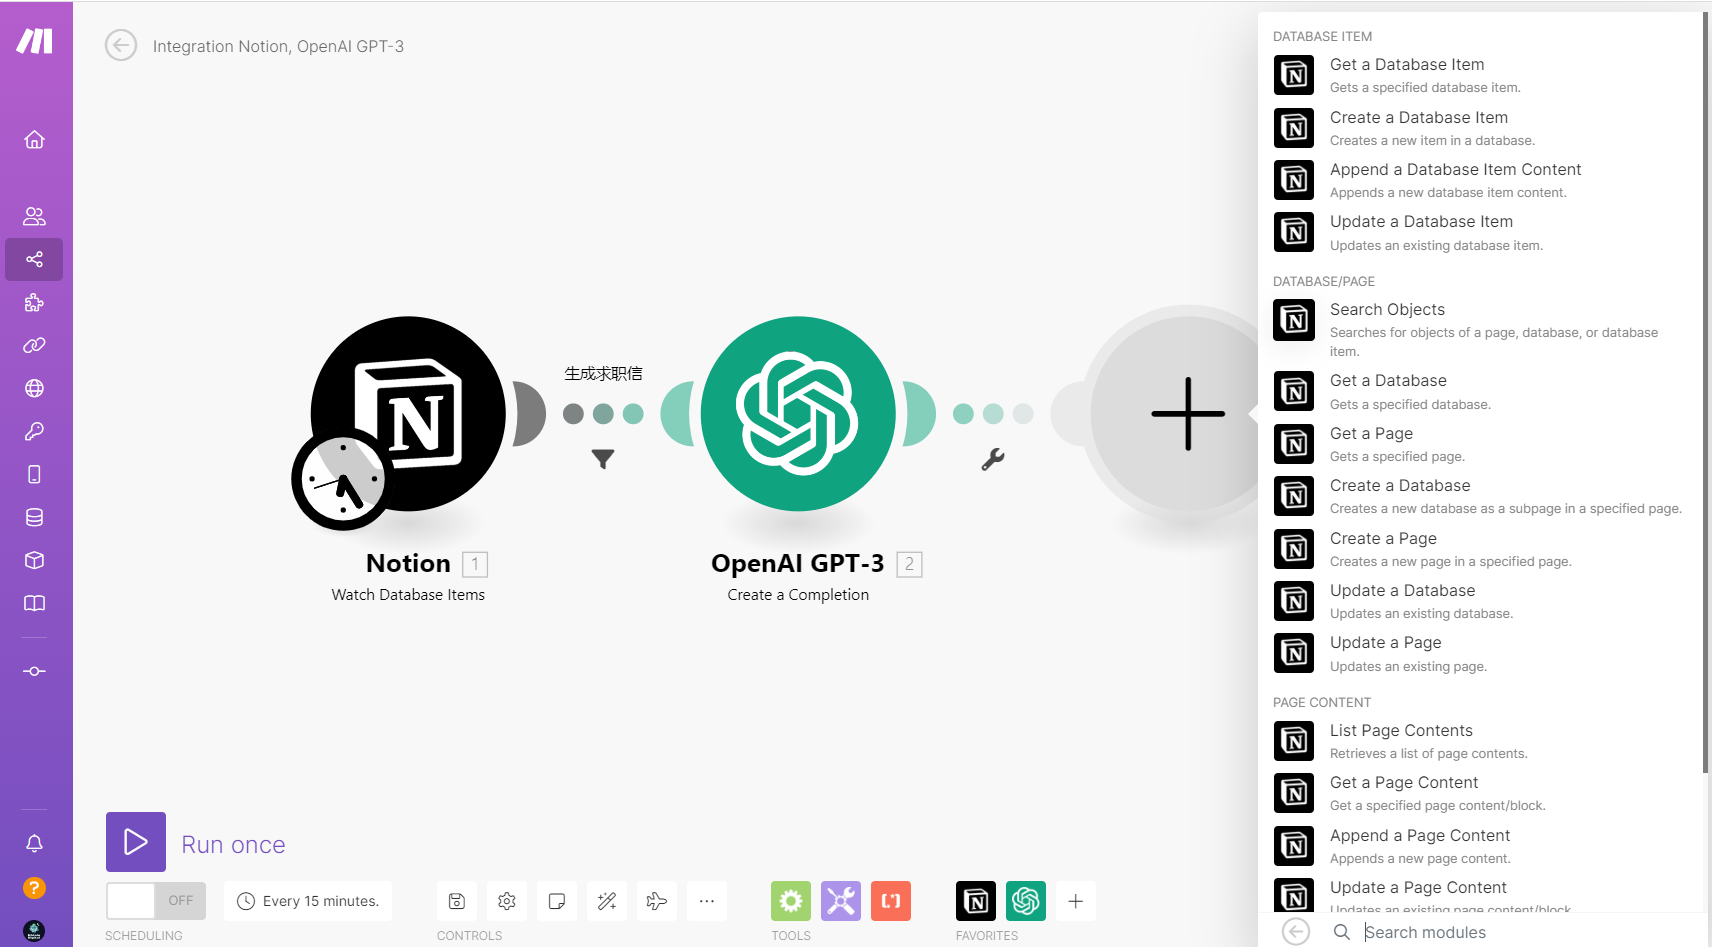 Integration Notion, OpenAI GPT-3
生成求职信
Notion 1
Watch Database Items
OpenAI GPT-3 2
Create a Completion
Run once
OFF
Every 15 minutes.
SCHEDULING
CONTROLS
TOOLS
FAVORITES
DATABASE ITEM
Get a Database Item
Gets a specified database item.
Create a Database Item
Creates a new item in a database.
Append a Database Item Content
Appends a new database item content.
Update a Database Item
Updates an existing database item.
DATABASE/PAGE
Search Objects
Searches for objects of a page, database, or database
item.
Get a Database
Gets a specified database.
Get a Page
Gets a specified page.
Create a Database
Creates a new database as a subpage in a specified page.
Create a Page
Creates a new page in a specified page.
Update a Database
Updates an existing database.
Update a Page
Updates an existing page.
PAGE CONTENT
List Page Contents
Retrieves a list of page contents.
Get a Page Content
Get a specified page content/block.
Append a Page Content
Appends a new page content.
Update a Page Content
Updates an existing page content/block
Search modules